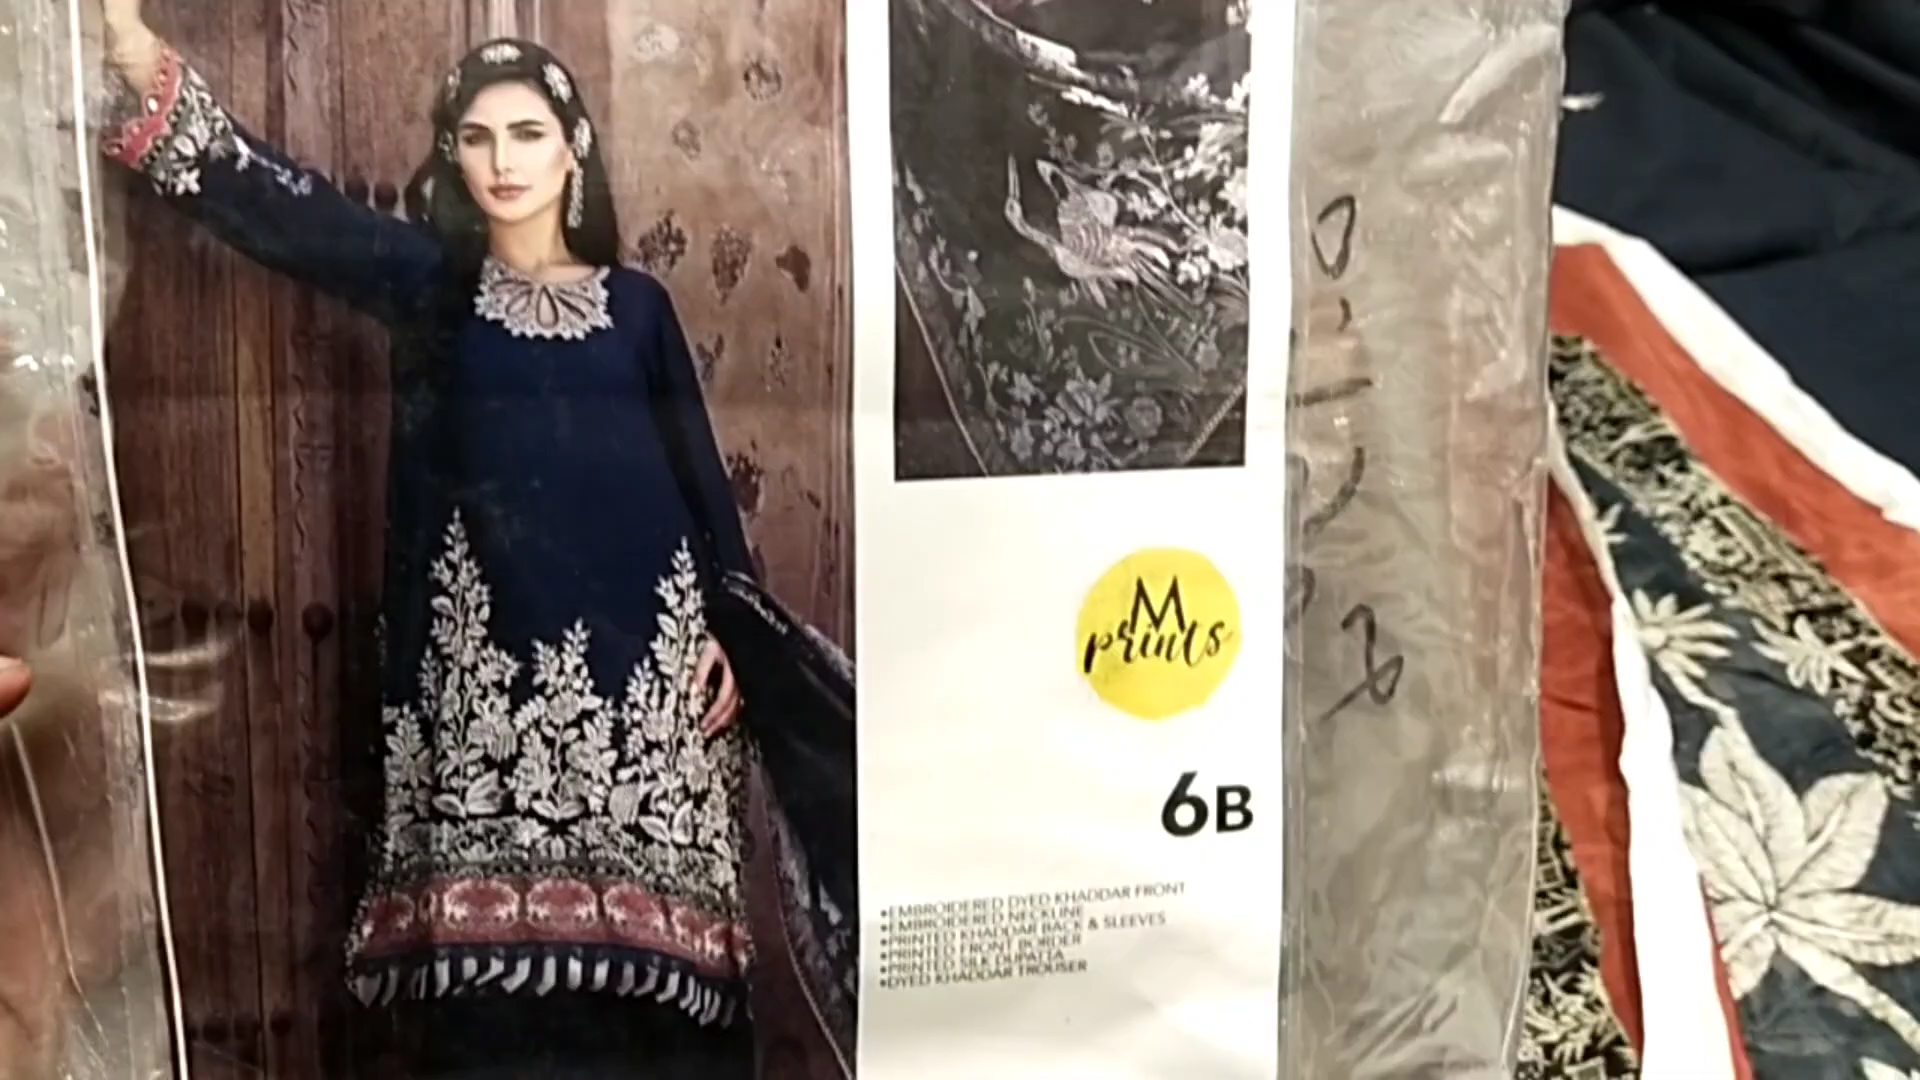 M
prints
6B
•EMBROIDERED DYED KHADDAR FRONT
•EMBROIDERED NECKLINE
•PRINTED KHADDAR BACK & SLEEVES
•PRINTED FRONT BORDER
•PRINTED SILK DUPATTA
•DYED KHADDAR TROUSER